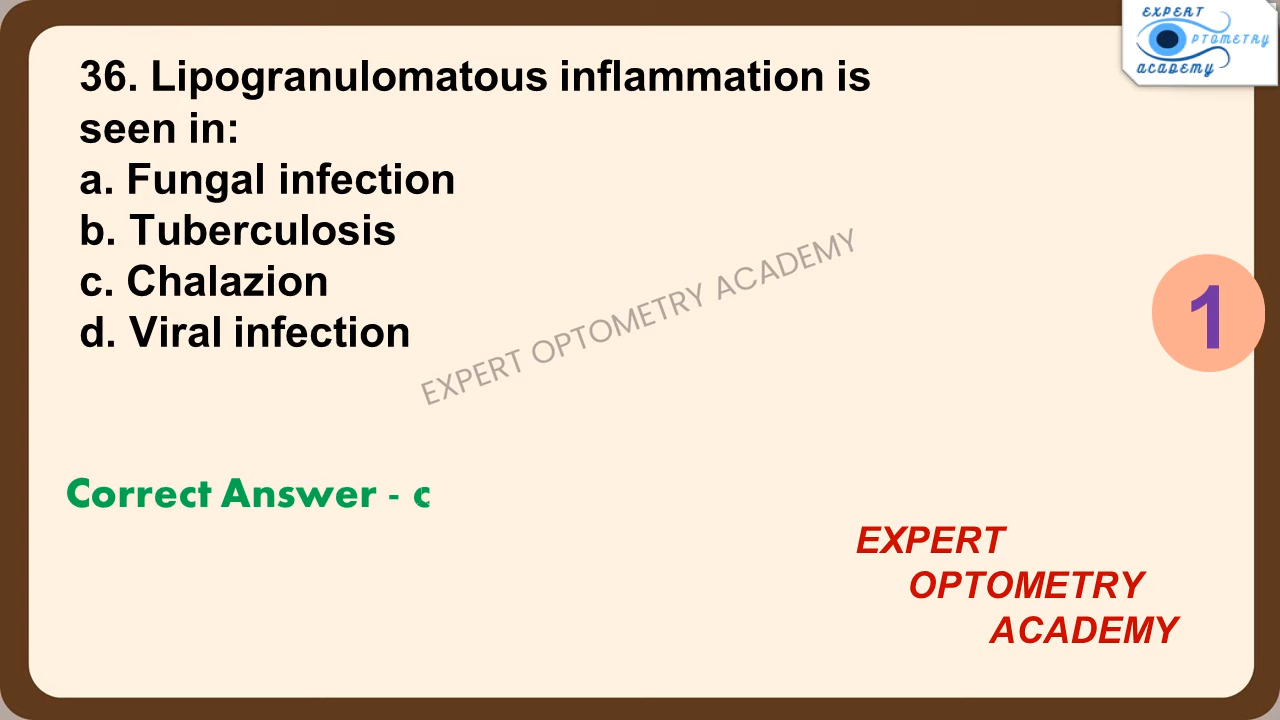 EXPERT
PTOMETRY
ACADEMY
36. Lipogranulomatous inflammation is
seen in:
a. Fungal infection
b. Tuberculosis
c. Chalazion
d. Viral infection
EXPERT OPTOMETRY ACADEMY
1
Correct Answer - c
EXPERT
OPTOMETRY
ACADEMY